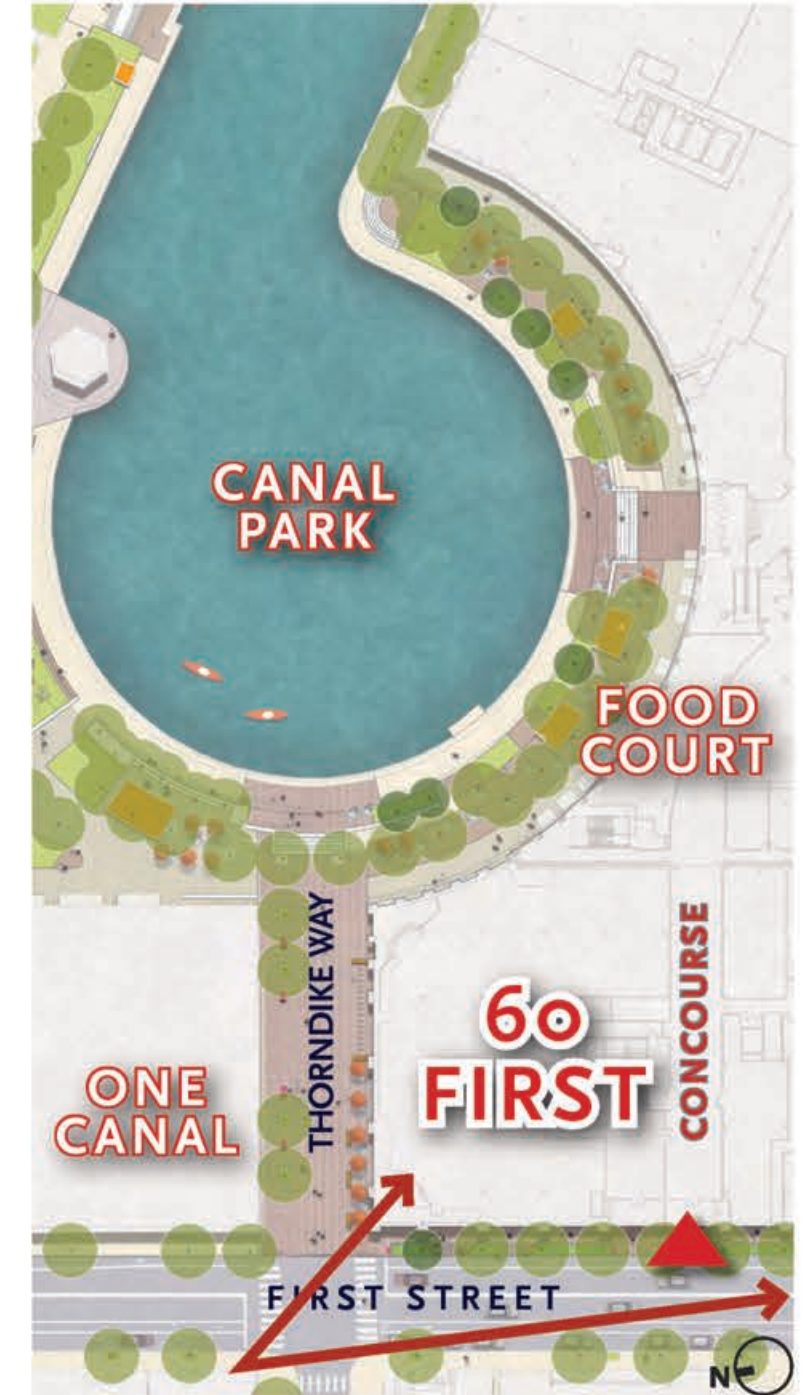 CANAL
PARK
FOOD
COURT
THORNDIKE WAY
60
FIRST
CONCOURSE
ONE
CANAL
FIRST STREET
N